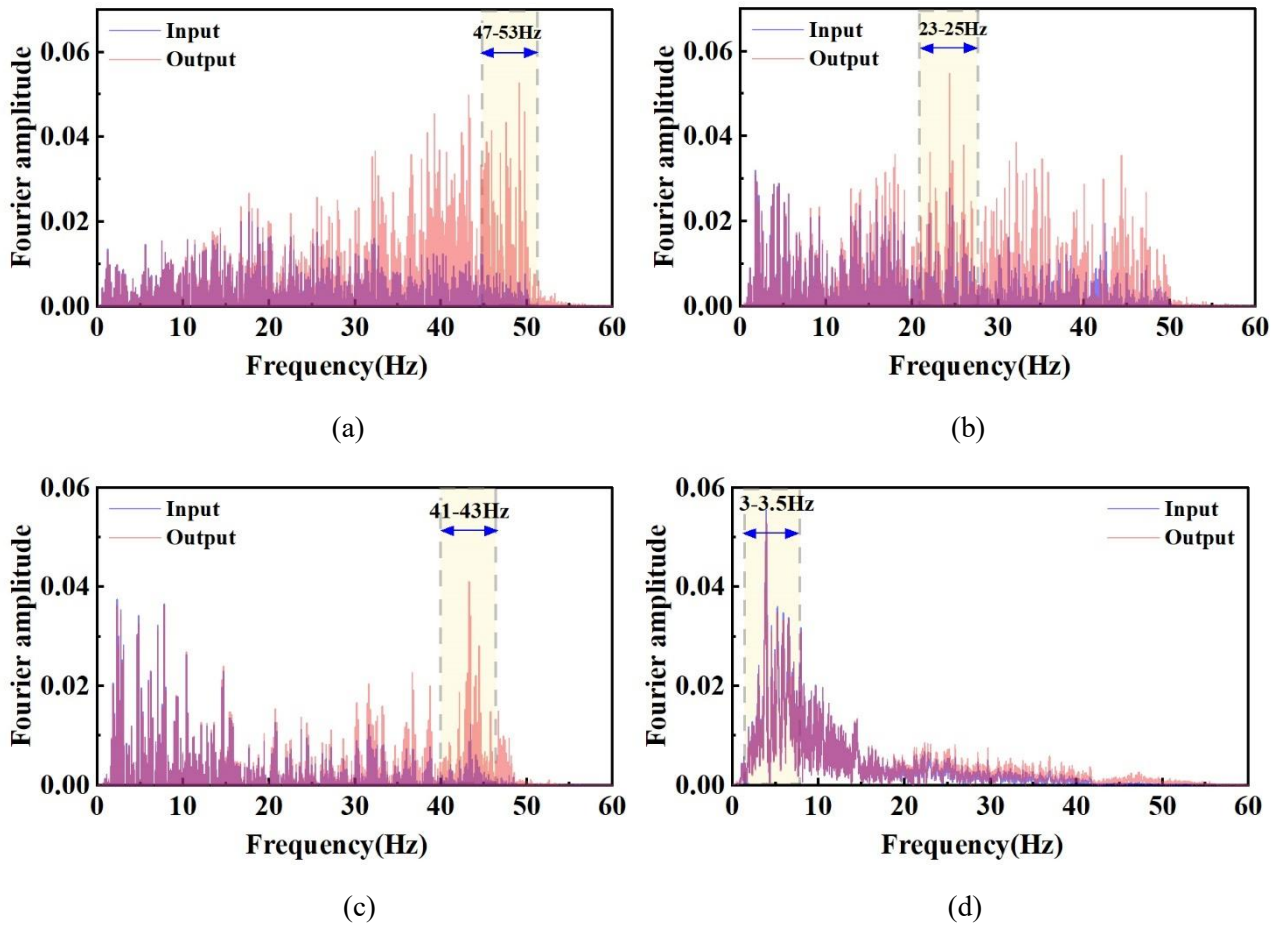 47-53Hz
Input
Output
0.06
0.04
0.02
0.00
Fourier amplitude
0 10 20 30 40 50 60
Frequency(Hz)
(a)
23-25Hz
Input
Output
0.06
0.04
0.02
0.00
Fourier amplitude
0 10 20 30 40 50 60
Frequency(Hz)
(b)
41-43Hz
Input
Output
0.06
0.04
0.02
0.00
Fourier amplitude
0 10 20 30 40 50 60
Frequency(Hz)
(c)
3-3.5Hz
Input
Output
0.06
0.04
0.02
0.00
Fourier amplitude
0 10 20 30 40 50 60
Frequency(Hz)
(d)